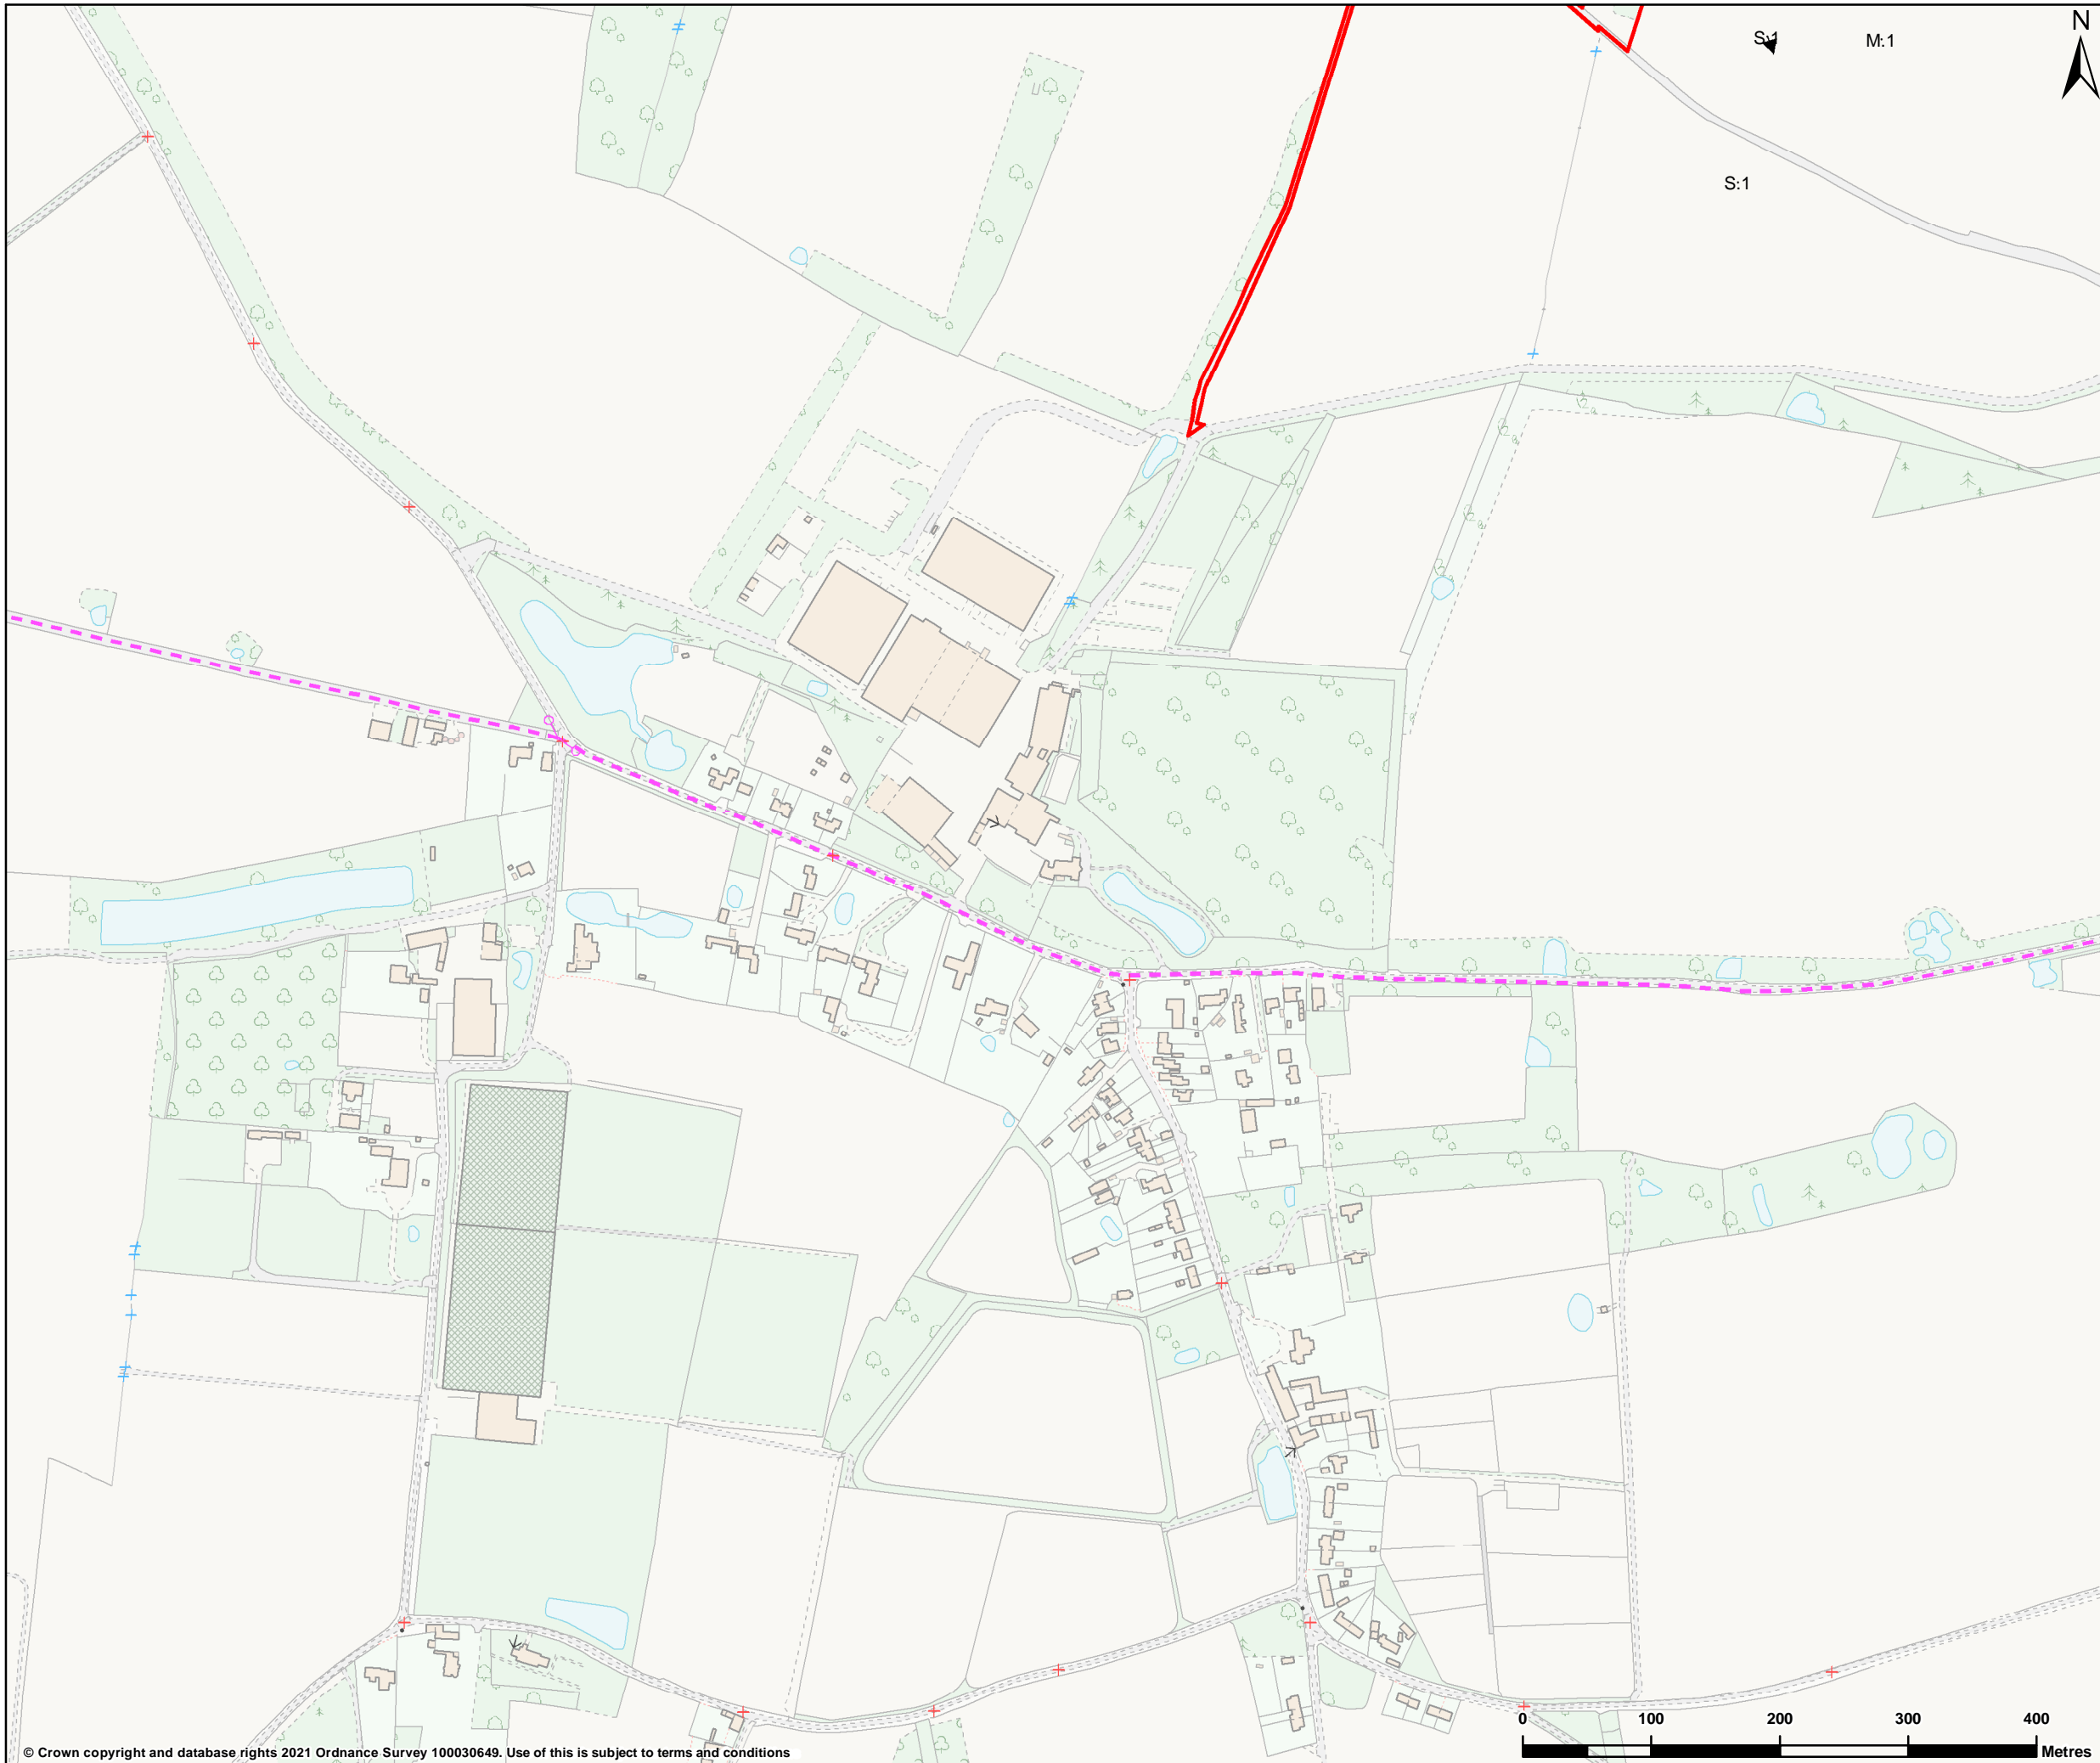 N
S:1
M:1
S:1
0 100 200 300 400
Metres
© Crown copyright and database rights 2021 Ordnance Survey 100030649. Use of this is subject to terms and conditions